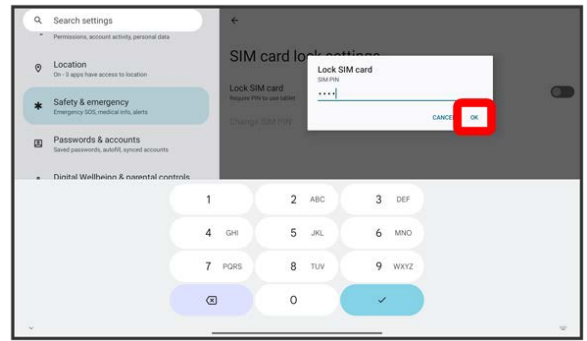 Search settings
Permissions, account activity, personal data
Location
On - 5 apps have access to location
Safety & emergency
Emergency SOS, medical info, alerts
Passwords & accounts
Saved passwords, autofill, synced accounts
Digital Wellbeing & parental controls
SIM card lock settings
Lock SIM card
Require PIN to use tablet
Change SIM PIN
Lock SIM card
SIM PIN
••••
CANCEL
OK
1
2 ABC
3 DEF
4 GHI
5 JKL
6 MNO
7 PQRS
8 TUV
9 WXYZ
0